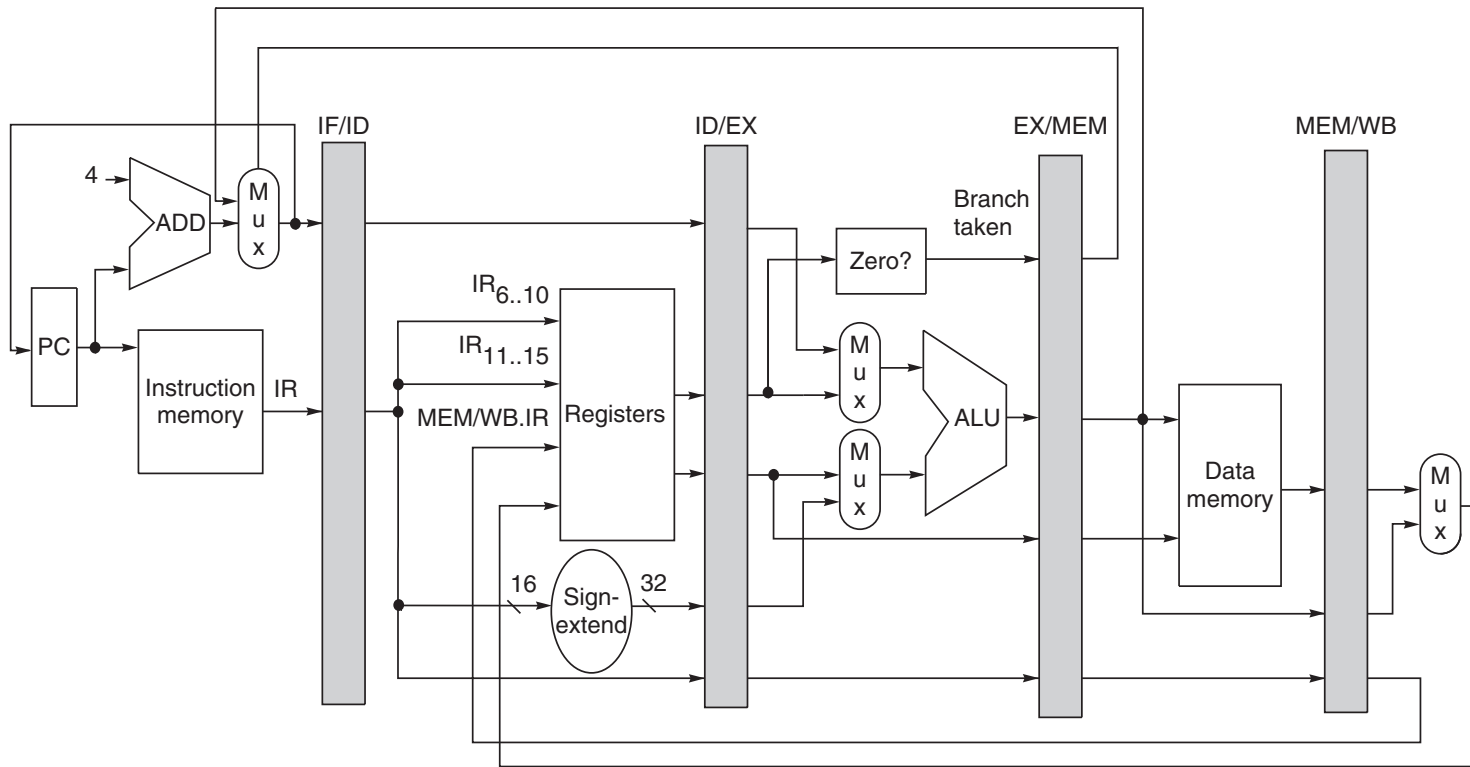 IF/ID
ID/EX
EX/MEM
MEM/WB
4
ADD
M
u
x
Branch
taken
Zero?
IR6..10
IR11..15
PC
Instruction
memory
IR
MEM/WB.IR
Registers
M
u
x
M
u
x
ALU
Data
memory
M
u
x
16
Sign-
extend
32